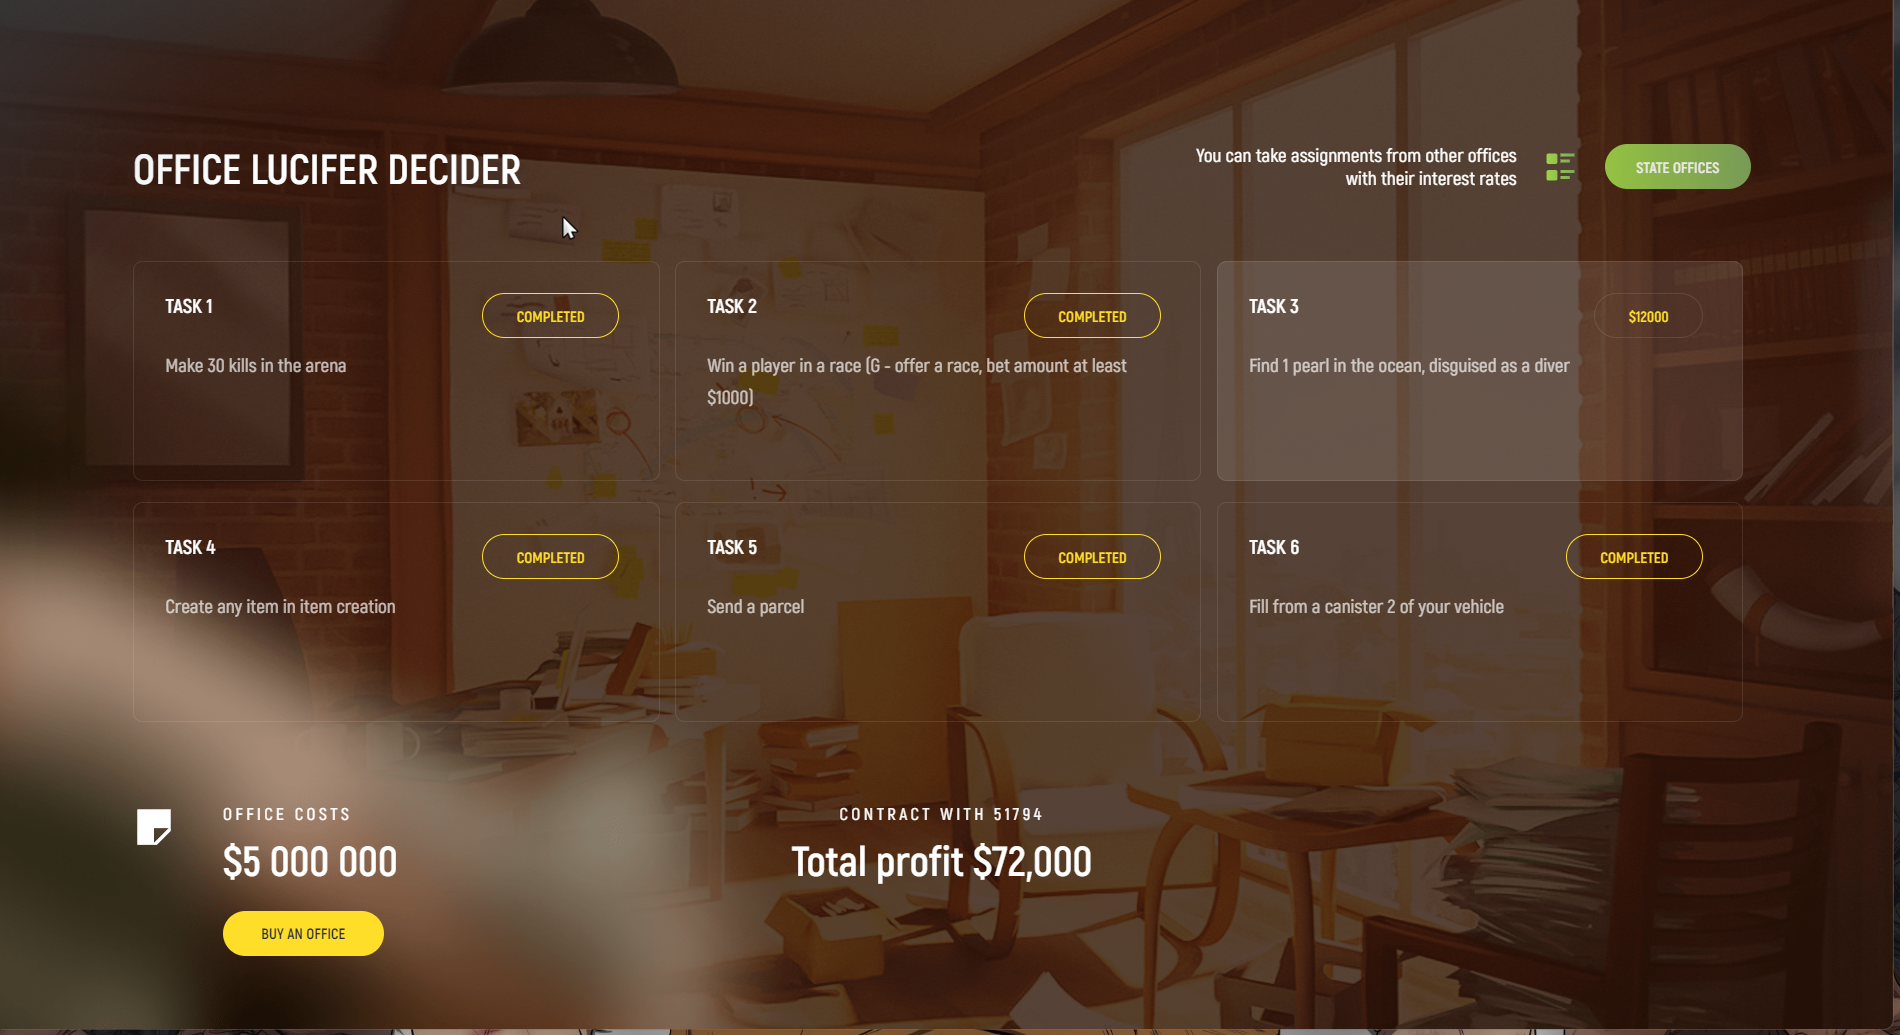 OFFICE LUCIFER DECIDER
You can take assignments from other offices
with their interest rates
STATE OFFICES
TASK 1
COMPLETED
Make 30 kills in the arena
TASK 2
COMPLETED
Win a player in a race (G - offer a race, bet amount at least
$1000)
TASK 3
$12000
Find 1 pearl in the ocean, disguised as a diver
TASK 4
COMPLETED
Create any item in item creation
TASK 5
COMPLETED
Send a parcel
TASK 6
COMPLETED
Fill from a canister 2 of your vehicle
OFFICE COSTS
$5 000 000
BUY AN OFFICE
CONTRACT WITH 51794
Total profit $72,000